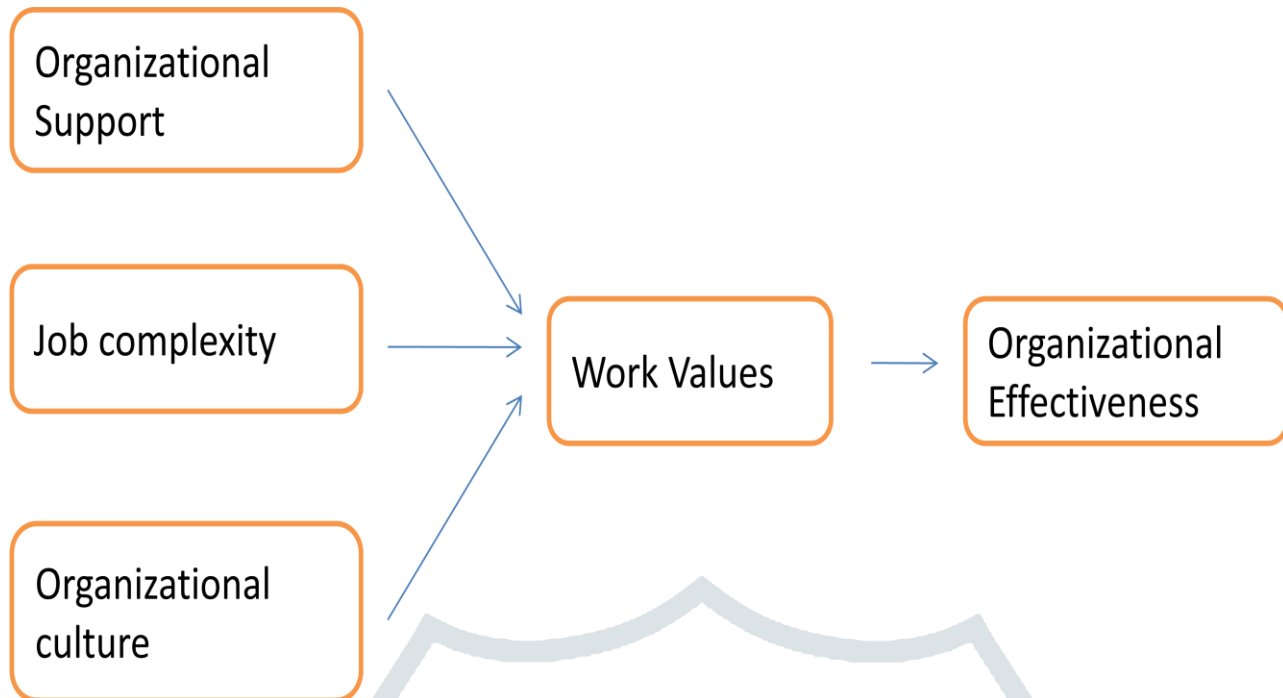 Organizational
Support
Job complexity
Work Values
Organizational
Effectiveness
Organizational
culture